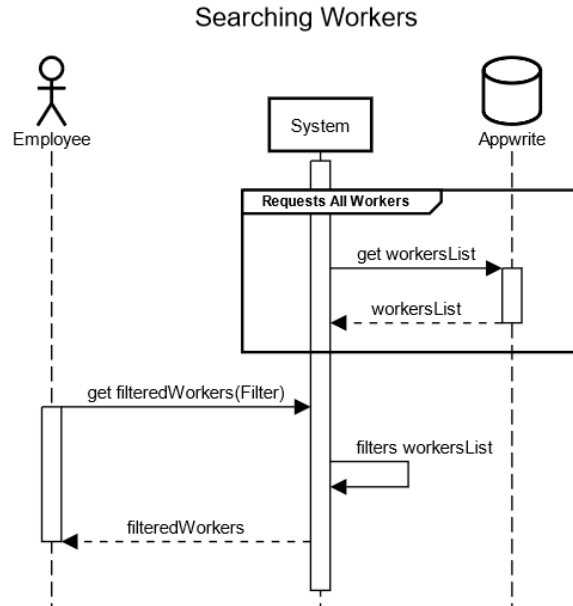 Searching Workers
Employee
System
Appwrite
Requests All Workers
get workersList
workersList
get filteredWorkers(Filter)
filters workersList
filteredWorkers